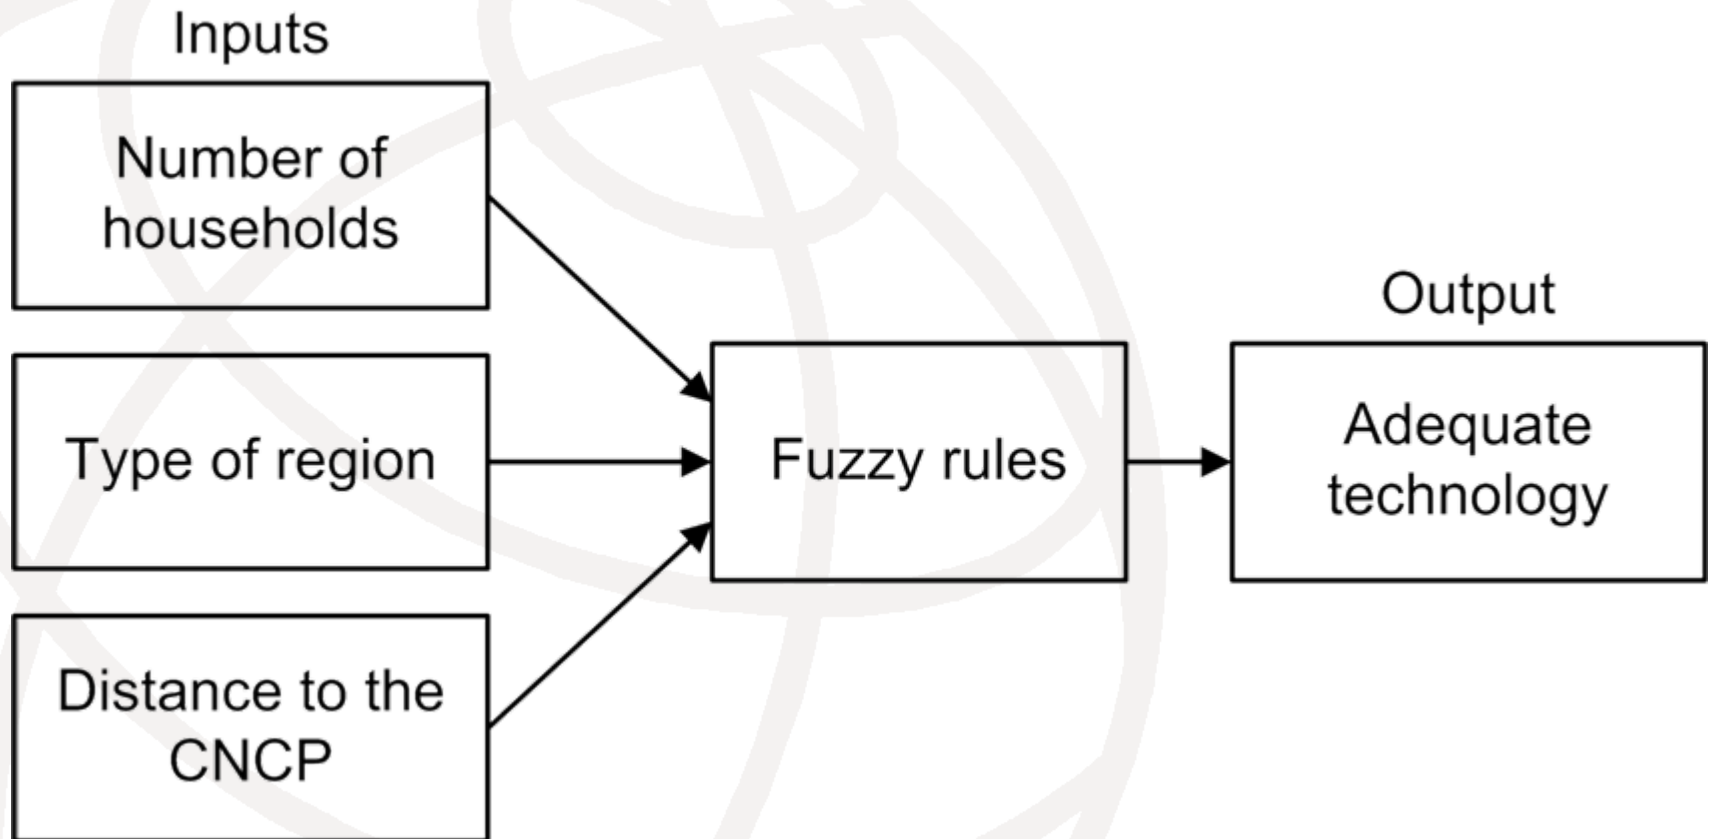 Inputs
Number of
households
Type of region
Distance to the
CNCP
Fuzzy rules
Output
Adequate
technology